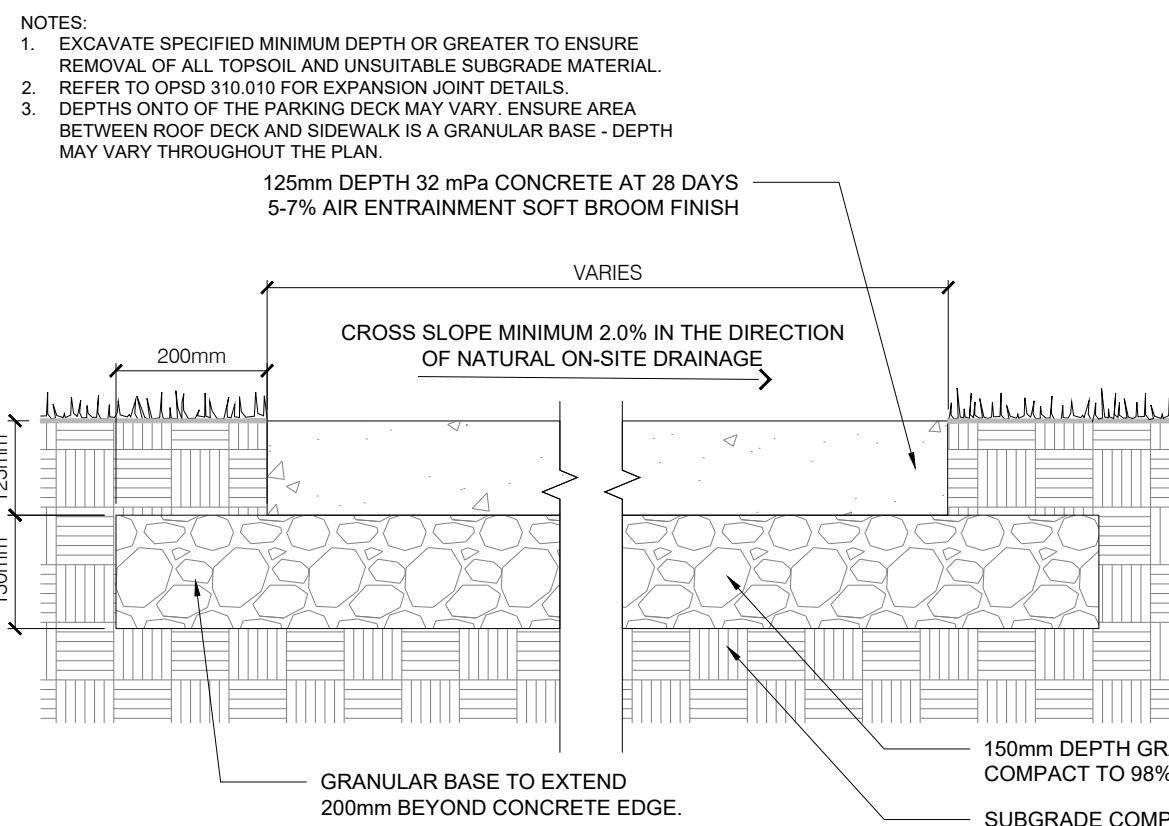 NOTES:
1. EXCAVATE SPECIFIED MINIMUM DEPTH OR GREATER TO ENSURE
REMOVAL OF ALL TOPSOIL AND UNSUITABLE SUBGRADE MATERIAL.
2. REFER TO OPSD 310.010 FOR EXPANSION JOINT DETAILS.
3. DEPTHS ONTO OF THE PARKING DECK MAY VARY. ENSURE AREA
BETWEEN ROOF DECK AND SIDEWALK IS A GRANULAR BASE - DEPTH
MAY VARY THROUGHOUT THE PLAN.
125mm DEPTH 32 mPa CONCRETE AT 28 DAYS
5-7% AIR ENTRAINMENT SOFT BROOM FINISH
VARIES
CROSS SLOPE MINIMUM 2.0% IN THE DIRECTION
OF NATURAL ON-SITE DRAINAGE
200mm
125mm
150mm
150mm DEPTH GRA
COMPACT TO 98%
GRANULAR BASE TO EXTEND
200mm BEYOND CONCRETE EDGE.
SUBGRADE COMP